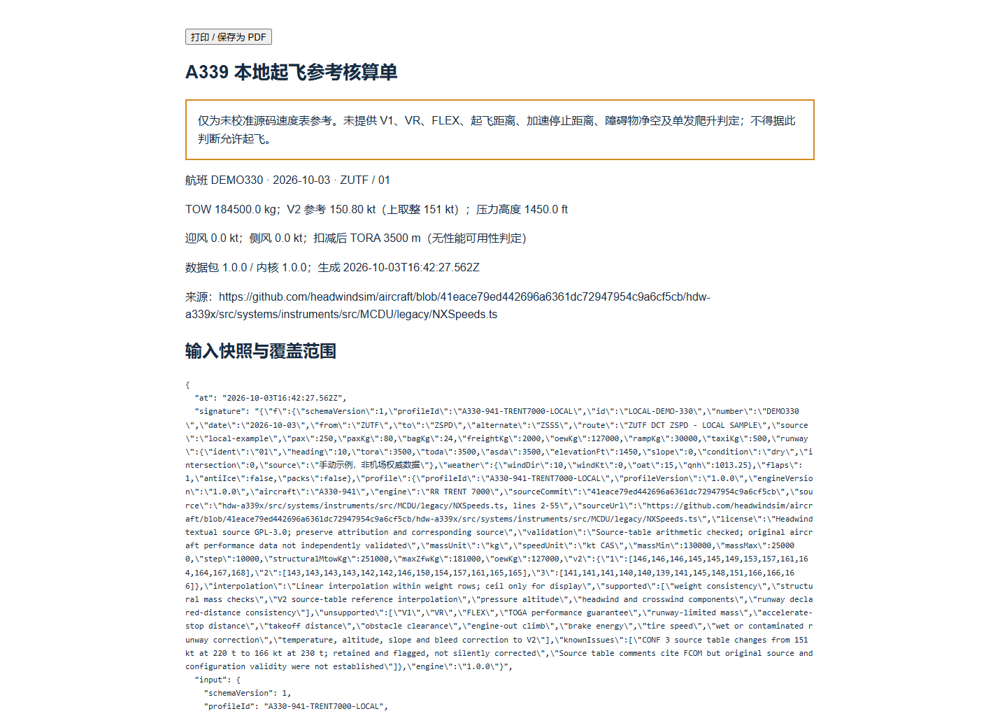 打印 / 保存为 PDF
A339 本地起飞参考核算单
仅为未校准源码速度表参考。未提供 V1、VR、FLEX、起飞距离、加速停止距离、障碍物净空及单发爬升判定；不得据此
判断允许起飞。
航班 DEMO330 · 2026-10-03 · ZUTF / 01
TOW 184500.0 kg；V2 参考 150.80 kt（上取整 151 kt）；压力高度 1450.0 ft
迎风 0.0 kt；侧风 0.0 kt；扣减后 TORA 3500 m（无性能可用性判定）
数据包 1.0.0 / 内核 1.0.0；生成 2026-10-03T16:42:27.562Z
来源：https://github.com/headwindsim/aircraft/blob/41eace79ed442696a6361dc72947954c9a6cf5cb/hdw-
a339x/src/systems/instruments/src/MCDU/legacy/NXSpeeds.ts
输入快照与覆盖范围
{
  "at": "2026-10-03T16:42:27.562Z",
  "signature": "{\"f\":{\"schemaVersion\":1,\"profileId\":\"A330-941-TRENT7000-LOCAL\",\"id\":\"LOCAL-DEMO-330\",\"number\":\"DEMO330
\",\"date\":\"2026-10-03\",\"from\":\"ZUTF\",\"to\":\"ZSPD\",\"alternate\":\"ZSSS\",\"route\":\"ZUTF DCT ZSPD - LOCAL SAMPLE\",\"source
\":\"local-example\",\"pax\":250,\"paxKg\":80,\"bagKg\":24,\"freightKg\":2000,\"oewKg\":127000,\"rampKg\":30000,\"taxiKg\":500,\"runway
\":{\"ident\":\"01\",\"heading\":10,\"tora\":3500,\"toda\":3500,\"asda\":3500,\"elevationFt\":1450,\"slope\":0,\"condition\":\"dry\",\"i
ntersection\":0,\"source\":\"手动示例，非机场权威数据\"},\"weather\":{\"windDir\":10,\"windKt\":0,\"oat\":15,\"qnh\":1013.25},\"flaps\":
1,\"antiIce\":false,\"packs\":false},\"profile\":{\"profileId\":\"A330-941-TRENT7000-LOCAL\",\"profileVersion\":\"1.0.0\",\"engineVersio
n\":\"1.0.0\",\"aircraft\":\"A330-941\",\"engine\":\"RR TRENT 7000\",\"sourceCommit\":\"41eace79ed442696a6361dc72947954c9a6cf5cb\",\"sou
rce\":\"hdw-a339x/src/systems/instruments/src/MCDU/legacy/NXSpeeds.ts, lines 2-55\",\"sourceUrl\":\"https://github.com/headwindsim/aircr
aft/blob/41eace79ed442696a6361dc72947954c9a6cf5cb/hdw-a339x/src/systems/instruments/src/MCDU/legacy/NXSpeeds.ts\",\"license\":\"Headwind
textual source GPL-3.0; preserve attribution and corresponding source\",\"validation\":\"Source-table arithmetic checked; original aircr
aft performance data not independently validated\",\"massUnit\":\"kg\",\"speedUnit\":\"kt CAS\",\"massMin\":130000,\"massMax\":25000
0,\"step\":10000,\"structuralMtowKg\":251000,\"maxZfwKg\":181000,\"oewKg\":127000,\"v2\":{\"1\":[146,146,146,145,145,149,153,157,161,16
4,164,167,168],\"2\":[143,143,143,143,142,142,146,150,154,157,161,165,165],\"3\":[141,141,141,140,140,139,141,145,148,151,166,166,16
6]},\"interpolation\":\"Linear interpolation within weight rows; ceil only for display\",\"supported\":[\"weight consistency\",\"structu
ral mass checks\",\"V2 source-table reference interpolation\",\"pressure altitude\",\"headwind and crosswind components\",\"runway decla
red-distance consistency\"],\"unsupported\":[\"V1\",\"VR\",\"FLEX\",\"TOGA performance guarantee\",\"runway-limited mass\",\"accelerate-
stop distance\",\"takeoff distance\",\"obstacle clearance\",\"engine-out climb\",\"brake energy\",\"tire speed\",\"wet or contaminated r
unway correction\",\"temperature, altitude, slope and bleed correction to V2\"],\"knownIssues\":[\"CONF 3 source table changes from 151
kt at 220 t to 166 kt at 230 t; retained and flagged, not silently corrected\",\"Source table comments cite FCOM but original source and
configuration validity were not established\"]},\"engine\":\"1.0.0\"}",
  "input": {
    "schemaVersion": 1,
    "profileId": "A330-941-TRENT7000-LOCAL",